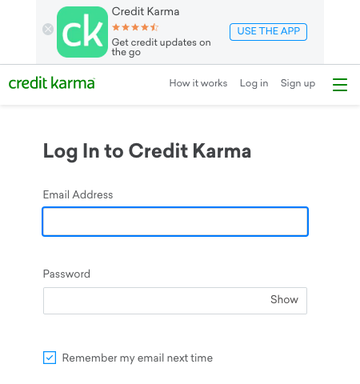 Credit Karma
ck
Get credit updates on
the go
USE THE APP
credit karma
How it works
Log in
Sign up
Log In to Credit Karma
Email Address
Password
Show
Remember my email next time